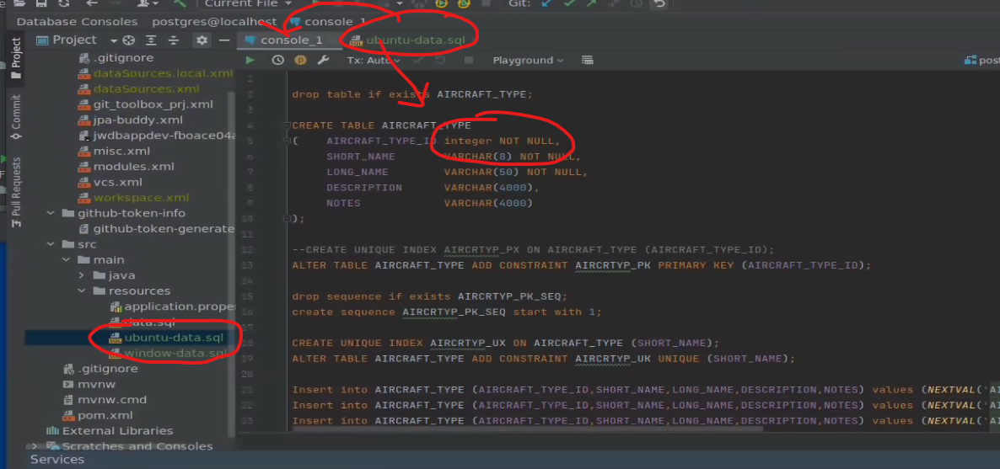 Current File
Git:
Database Consoles postgres@localhost console_1
Project
console_1
ubuntu-data.sql
Project
Commit
Pull Requests
Tx: Auto
Playground
.gitignore
dataSources.local.xml
dataSources.xml
git_toolbox_prj.xml
jpa-buddy.xml
misc.xml
modules.xml
vcs.xml
workspace.xml
github-token-info
github-token-generate
src
main
java
resources
data.sql
ubuntu-data.sql
window-data.sql
.gitignore
mvnw
mvnw.cmd
pom.xml
External Libraries
Scratches and Consoles
Services
1
2 drop table if exists AIRCRAFT_TYPE;
3
4 CREATE TABLE AIRCRAFT_TYPE
5 ( AIRCRAFT_TYPE_ID integer NOT NULL,
6 SHORT_NAME VARCHAR(8) NOT NULL,
7 LONG_NAME VARCHAR(50) NOT NULL,
8 DESCRIPTION VARCHAR(4000),
9 NOTES VARCHAR(4000)
10 );
11
12 --CREATE UNIQUE INDEX AIRCRTYP_PX ON AIRCRAFT_TYPE (AIRCRAFT_TYPE_ID);
13 ALTER TABLE AIRCRAFT_TYPE ADD CONSTRAINT AIRCRTYP_PK PRIMARY KEY (AIRCRAFT_TYPE_ID);
14
15 drop sequence if exists AIRCRTYP_PK_SEQ;
16 create sequence AIRCRTYP_PK_SEQ start with 1;
17
18 CREATE UNIQUE INDEX AIRCRTYP_UX ON AIRCRAFT_TYPE (SHORT_NAME);
19 ALTER TABLE AIRCRAFT_TYPE ADD CONSTRAINT AIRCRTYP_UK UNIQUE (SHORT_NAME);
20
21 Insert into AIRCRAFT_TYPE (AIRCRAFT_TYPE_ID,SHORT_NAME,LONG_NAME,DESCRIPTION,NOTES) values (NEXTVAL('AI
22 Insert into AIRCRAFT_TYPE (AIRCRAFT_TYPE_ID,SHORT_NAME,LONG_NAME,DESCRIPTION,NOTES) values (NEXTVAL('AI
23 Insert into AIRCRAFT_TYPE (AIRCRAFT_TYPE_ID,SHORT_NAME,LONG_NAME,DESCRIPTION,NOTES) values (NEXTVAL('AI